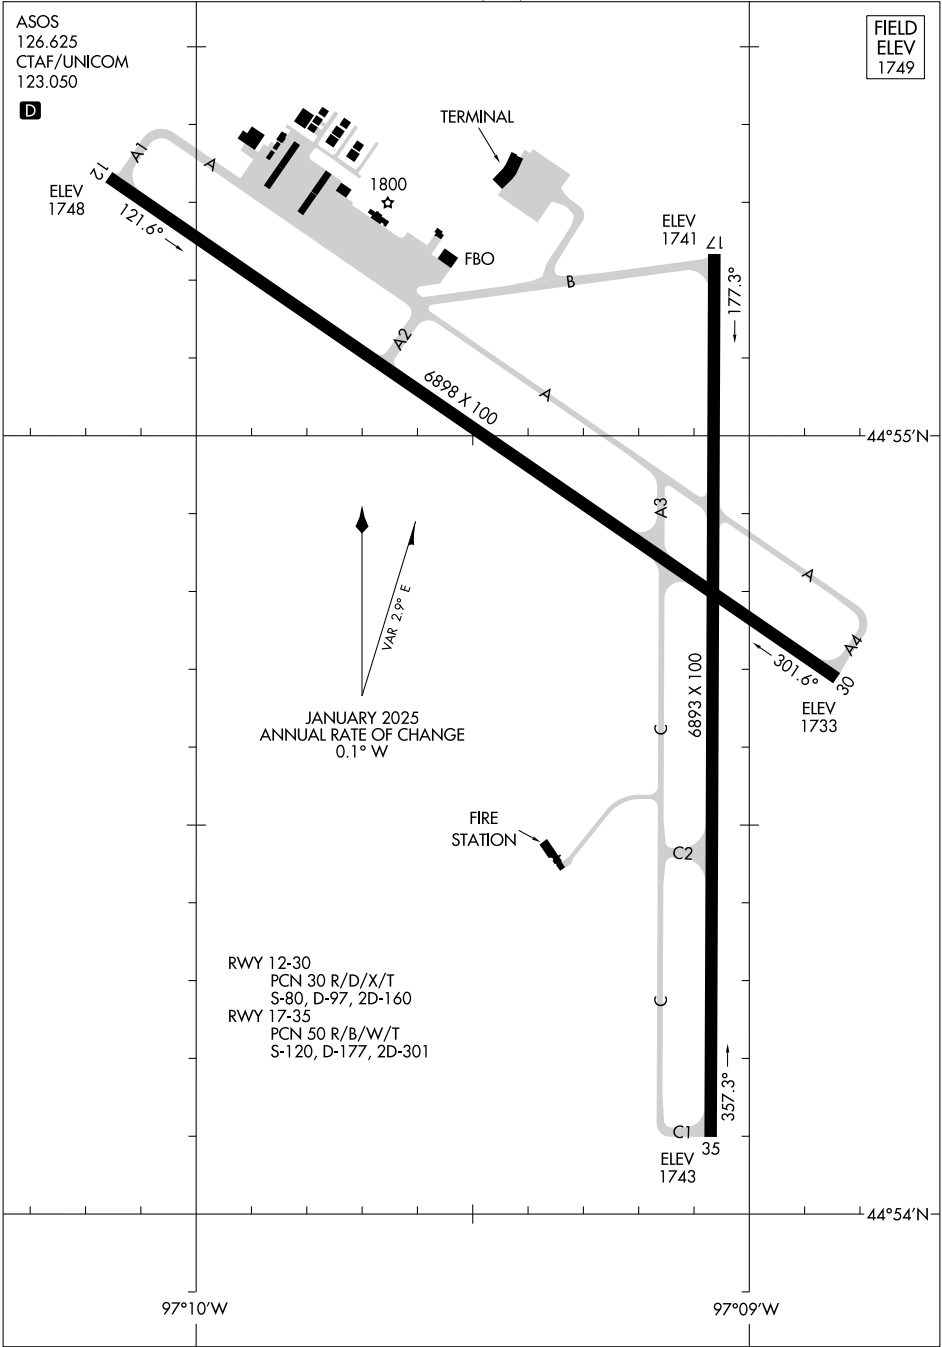 ASOS
126.625
CTAF/UNICOM
123.050
D
FIELD
ELEV
1749
TERMINAL
A1
A
12
ELEV
1748
121.6°
1800
FBO
ELEV
1741
17
177.3°
B
A2
6898 X 100
A
44°55'N
A3
A
A4
VAR 2.9° E
301.6°
30
ELEV
1733
6893 X 100
JANUARY 2025
ANNUAL RATE OF CHANGE
0.1° W
C
FIRE
STATION
C2
RWY 12-30
PCN 30 R/D/X/T
S-80, D-97, 2D-160
RWY 17-35
PCN 50 R/B/W/T
S-120, D-177, 2D-301
C
357.3°
C1
35
ELEV
1743
44°54'N
97°10'W
97°09'W